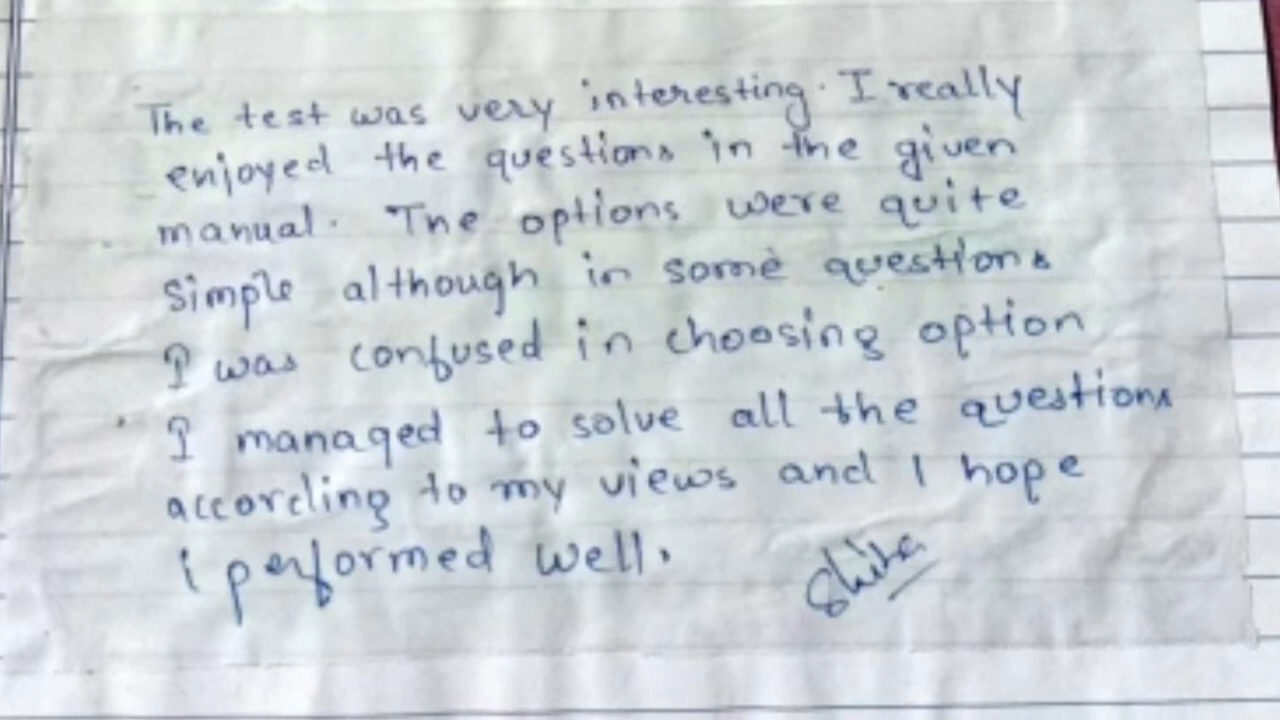 The test was very interesting. I really
enjoyed the questions in the given
manual. The options were quite
simple although in some questions
I was confused in choosing option
I managed to solve all the questions
according to my views and I hope
i performed well.